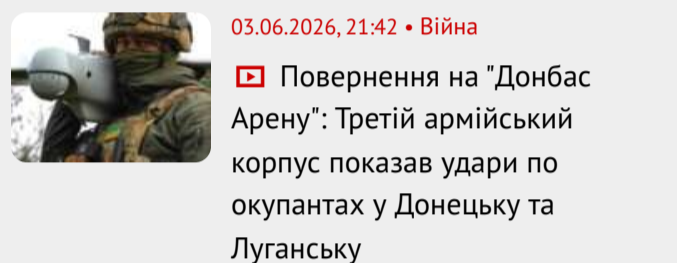 03.06.2026, 21:42 • Війна
Повернення на "Донбас
Арену": Третій армійський
корпус показав удари по
окупантах у Донецьку та
Луганську